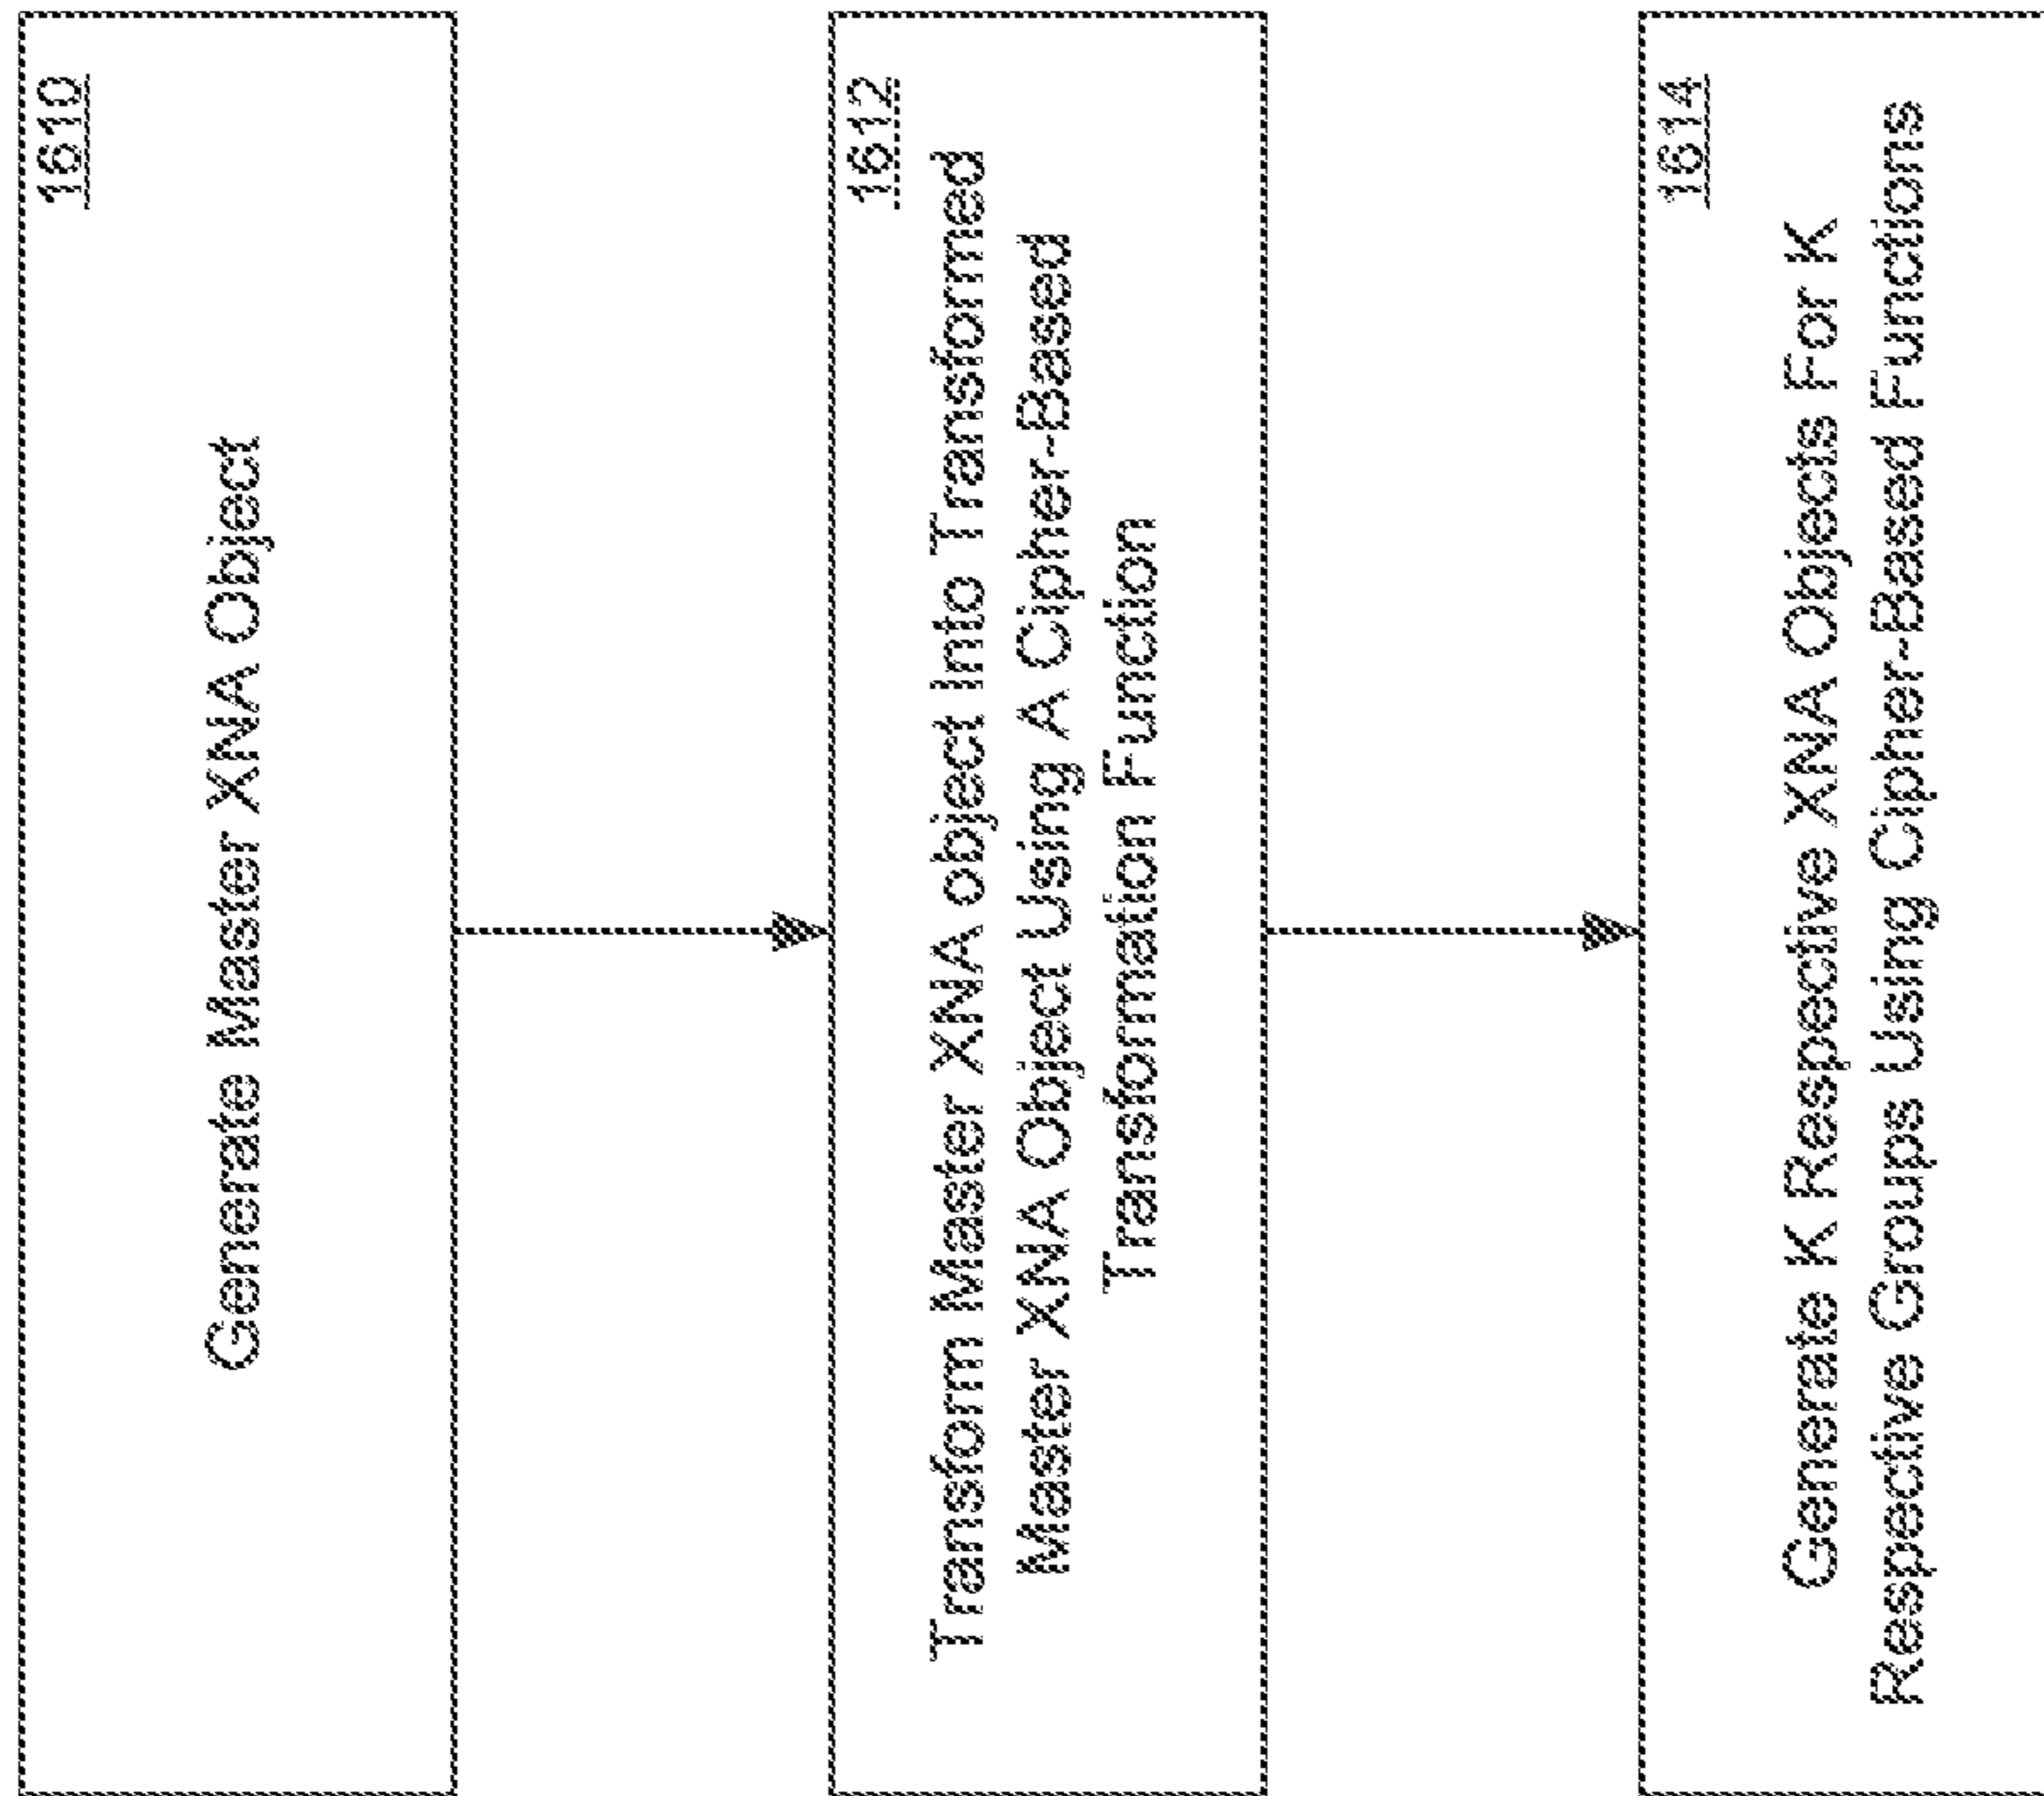 1610
Generate Master XNA Object
1612
Transform Master XNA object Into Transformed
Master XNA Object Using A Cipher-Based
Transformation Function
1614
Generate K Respective XNA Objects For K
Respective Groups Using Cipher-Based Functions